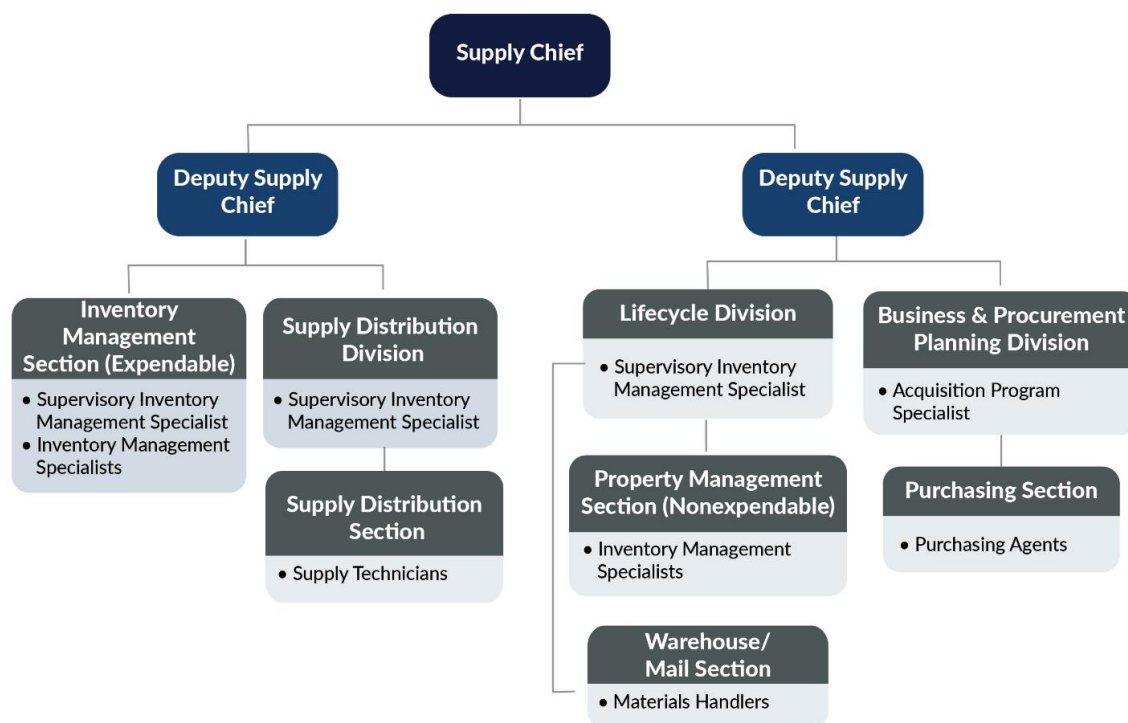 Supply Chief
Deputy Supply
Chief
Deputy Supply
Chief
Inventory
Management
Section (Expendable)
• Supervisory Inventory
Management Specialist
• Inventory Management
Specialists
Supply Distribution
Division
• Supervisory Inventory
Management Specialist
Supply Distribution
Section
• Supply Technicians
Lifecycle Division
• Supervisory Inventory
Management Specialist
Property Management
Section (Nonexpendable)
• Inventory Management
Specialists
Warehouse/
Mail Section
• Materials Handlers
Business & Procurement
Planning Division
• Acquisition Program
Specialist
Purchasing Section
• Purchasing Agents